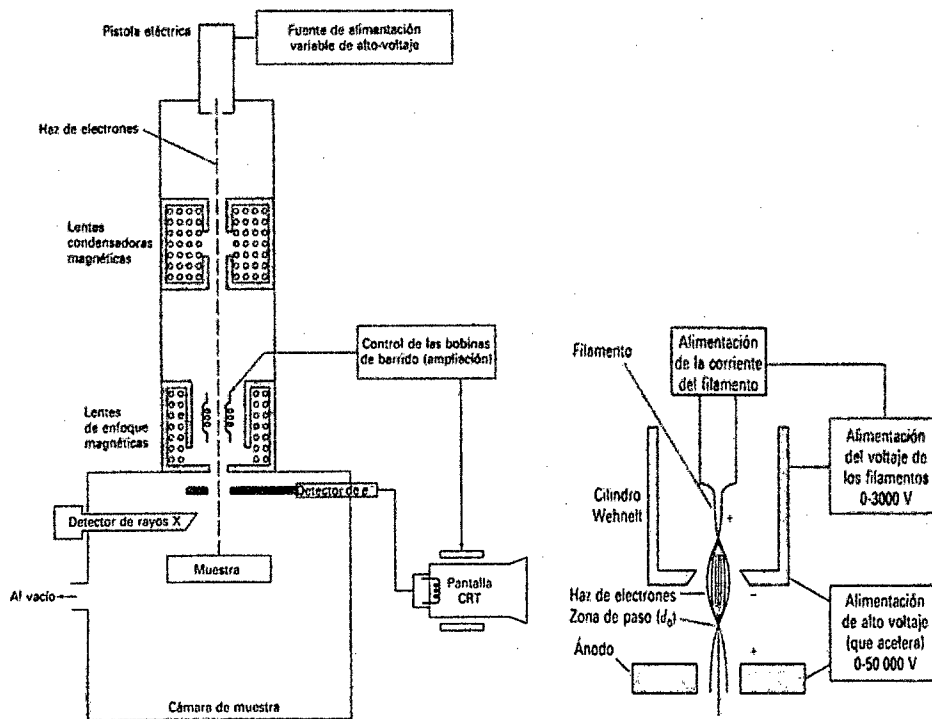 Pistola eléctrica
Fuente de alimentación
variable de alto-voltaje
Haz de electrones
Lentes
condensadoras
magnéticas
Control de las bobinas
de barrido (ampliación)
Lentes
de enfoque
magnéticas
Detector de e
Detector de rayos X
Muestra
Al vacío
Pantalla
CRT
Cámara de muestra
Filamento
Alimentación
de la corriente
del filamento
Cilindro
Wehnelt
+
Alimentación
del voltaje de
los filamentos
0-3000 V
Haz de electrones
Zona de paso (d₀)
-
Ánodo
+
Alimentación
de alto voltaje
(que acelera)
0-50 000 V